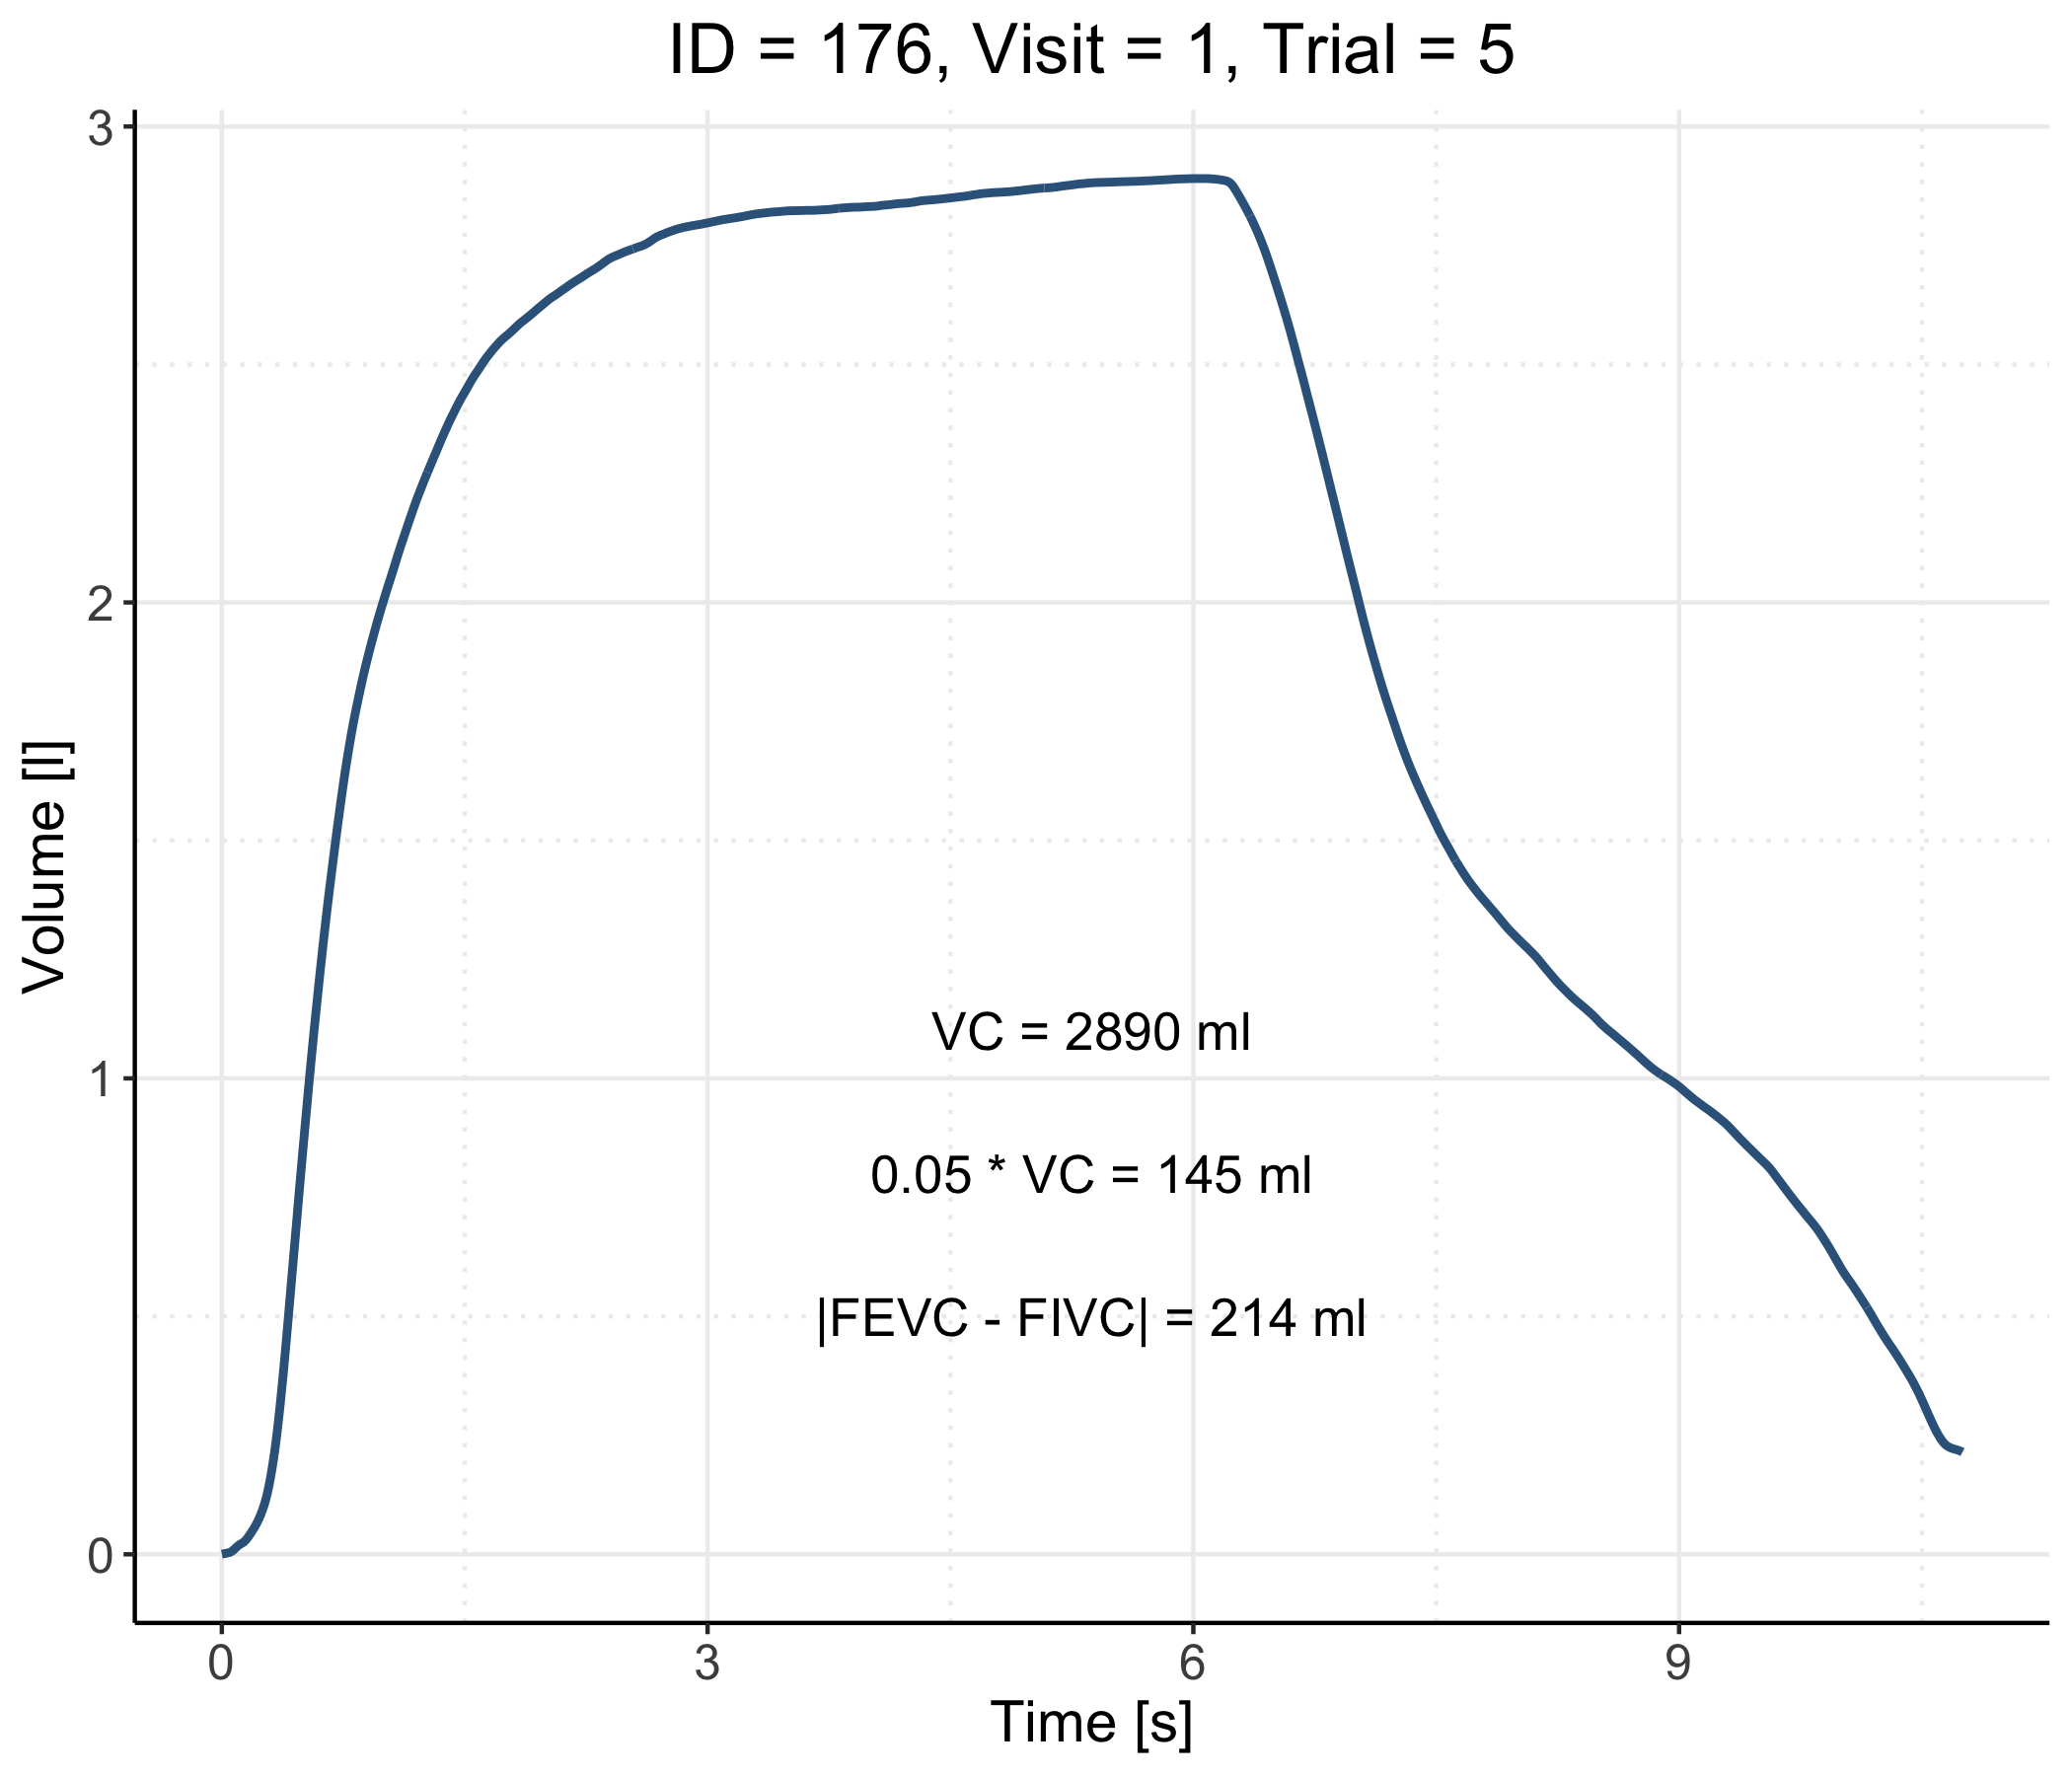 ID = 176, Visit = 1, Trial = 5
3
2
1
0
Volume [l]
VC = 2890 ml
0.05 * VC = 145 ml
|FEVC - FIVC| = 214 ml
0 3 6 9
Time [s]